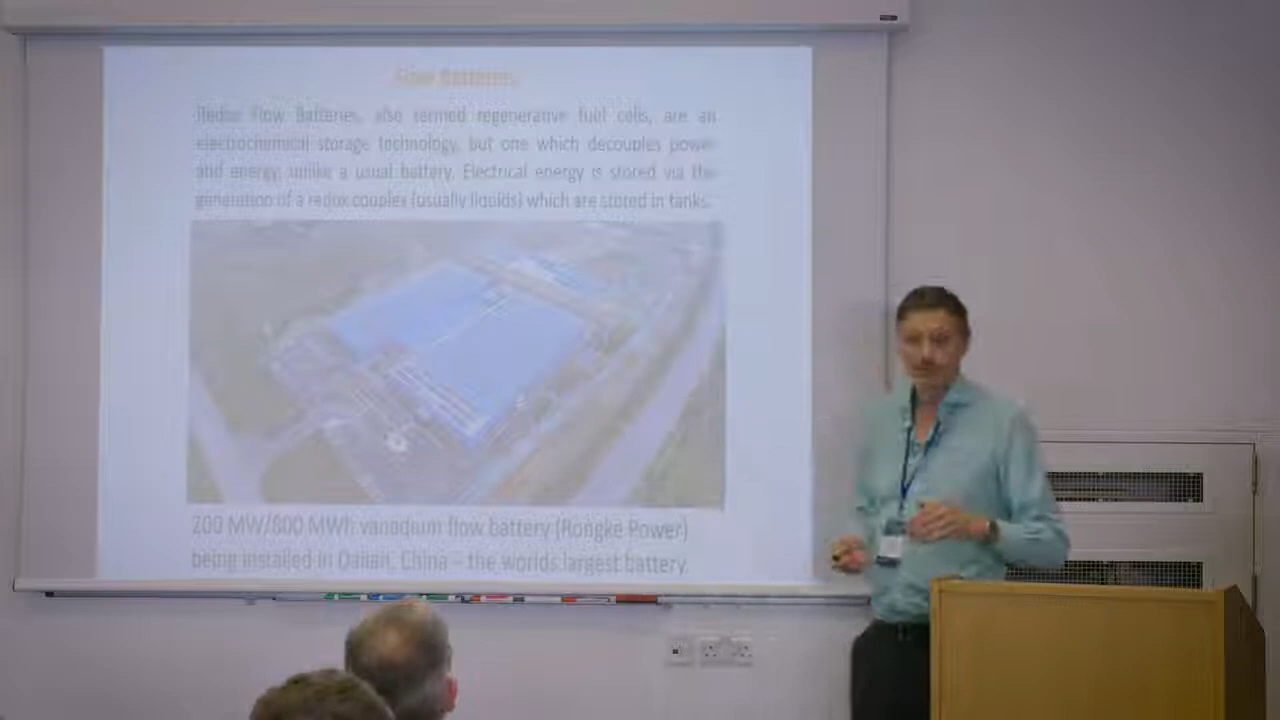 Flow Batteries
Redox Flow Batteries, also termed regenerative fuel cells, are an
electrochemical storage technology, but one which decouples power
and energy, unlike a usual battery. Electrical energy is stored via the
generation of a redox couples (usually liquids) which are stored in tanks.
200 MW/800 MWh vanadium flow battery (Rongke Power)
being installed in Dalian, China – the worlds largest battery.